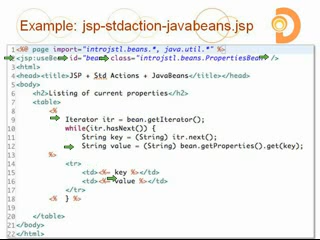 Example: jsp-stdaction-javabeans.jsp
1 <%@ page import="introjstl.beans.*, java.util.*" %>
2 <jsp:useBean id="bean" class="introjstl.beans.PropertiesBean" />
3 <html>
4 <head><title>JSP + Std Actions + JavaBeans</title></head>
5 <body>
6 <h2>Listing of current properties</h2>
7 <table>
8 <%
9 Iterator itr = bean.getIterator();
10 while(itr.hasNext()) {
11 String key = (String) itr.next();
12 String value = (String) bean.getProperties().get(key);
13 %>
14 <tr>
15 <td><%= key %></td>
16 <td><%= value %></td>
17 </tr>
18 <% } %>
19
20 </table>
21 </body>
22 </html>